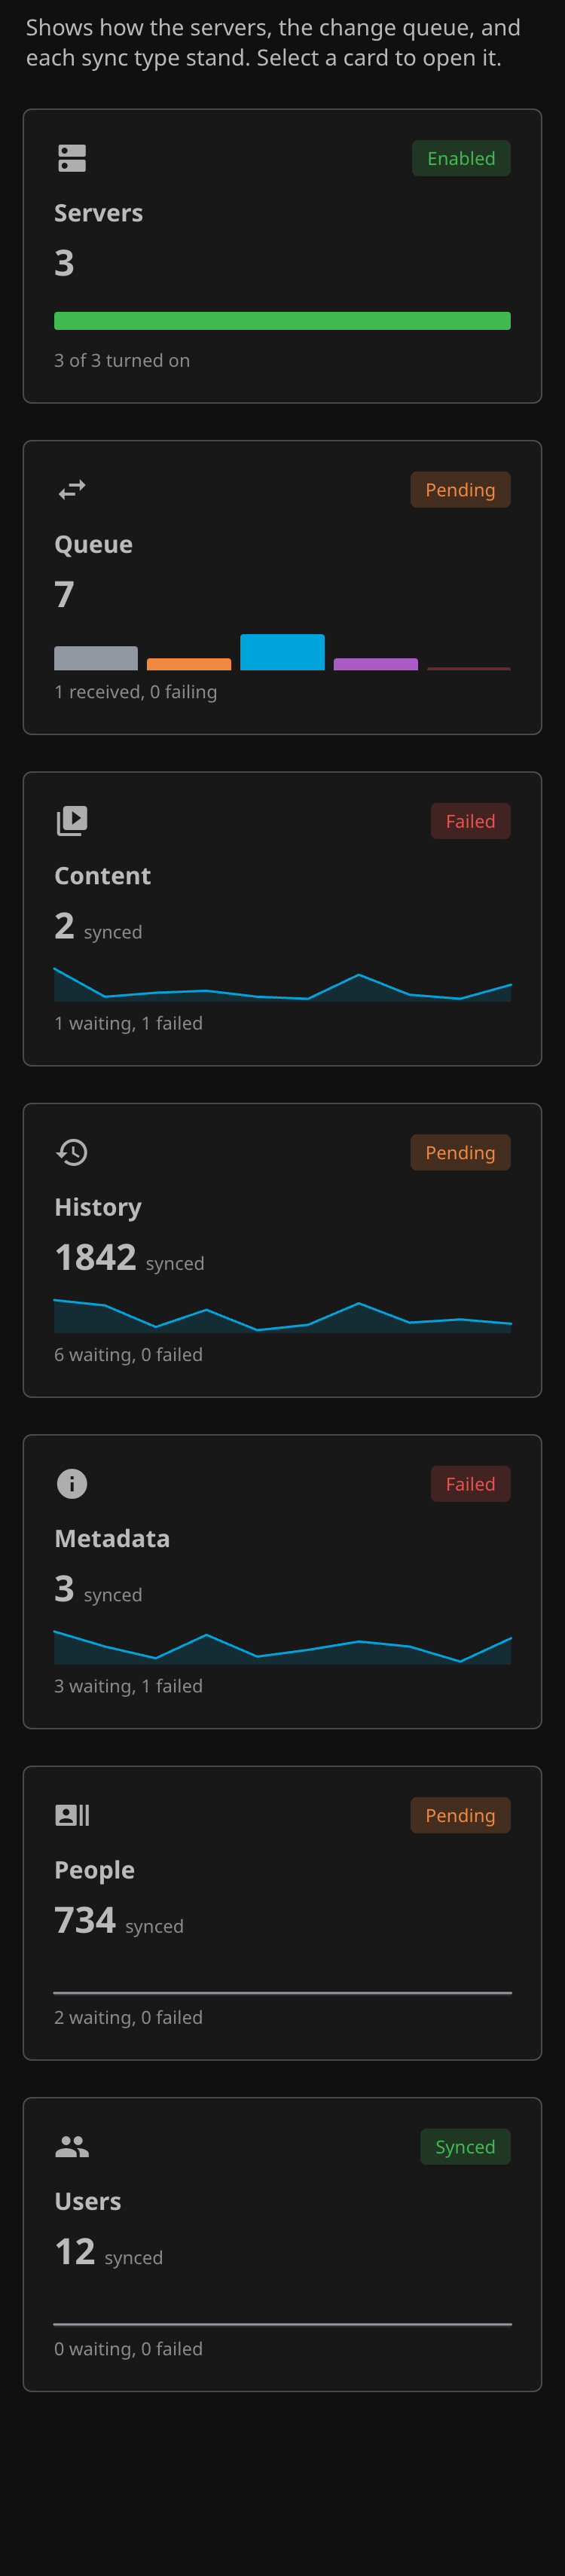 Shows how the servers, the change queue, and
each sync type stand. Select a card to open it.
Enabled
Servers
3
3 of 3 turned on
Pending
Queue
7
1 received, 0 failing
Failed
Content
2 synced
1 waiting, 1 failed
Pending
History
1842 synced
6 waiting, 0 failed
Failed
Metadata
3 synced
3 waiting, 1 failed
Pending
People
734 synced
2 waiting, 0 failed
Synced
Users
12 synced
0 waiting, 0 failed